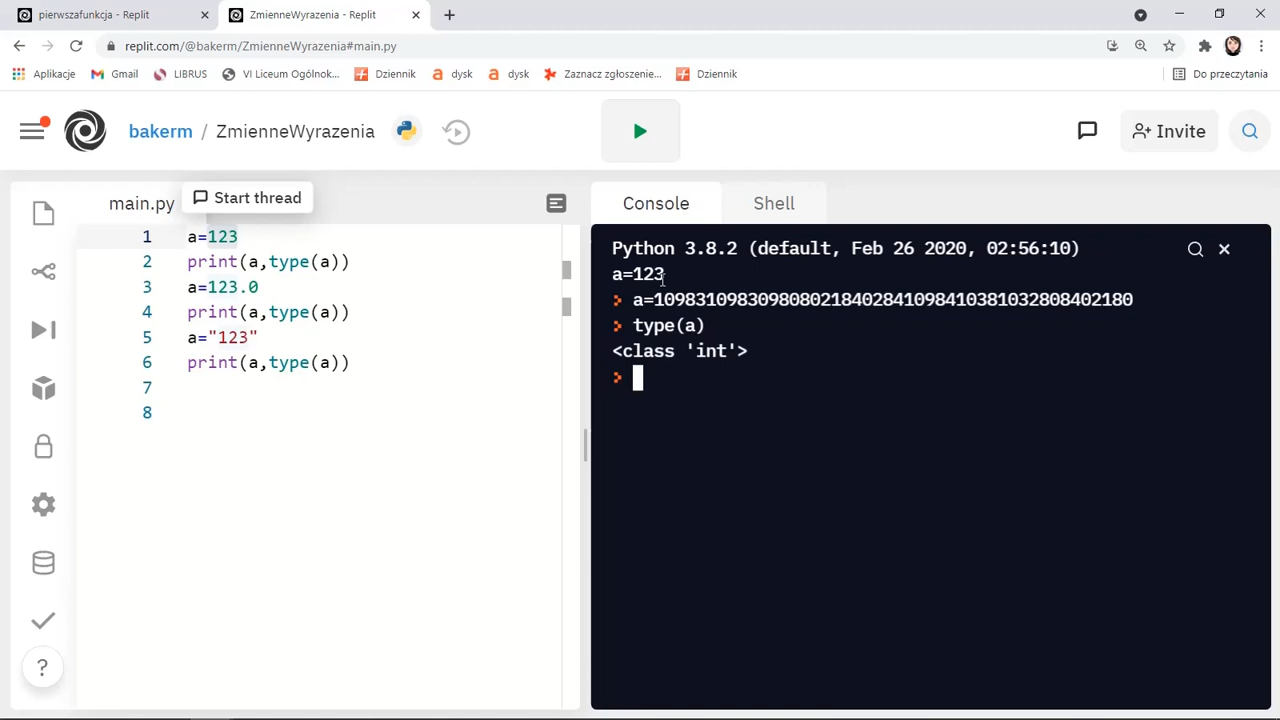 pierwszafunkcja - Replit
ZmienneWyrazenia - Replit
replit.com/@bakerm/ZmienneWyrazenia#main.py
Aplikacje
Gmail
LIBRUS
VI Liceum Ogólnok...
Dziennik
dysk
dysk
Zaznacz zgłoszenie...
Dziennik
Do przeczytania
bakerm / ZmienneWyrazenia
Invite
main.py
Start thread
1 a=123
2 print(a,type(a))
3 a=123.0
4 print(a,type(a))
5 a="123"
6 print(a,type(a))
7
8
?
Console
Shell
Python 3.8.2 (default, Feb 26 2020, 02:56:10)
a=123
> a=1098310983098080218402841098410381032808402180
> type(a)
<class 'int'>
>